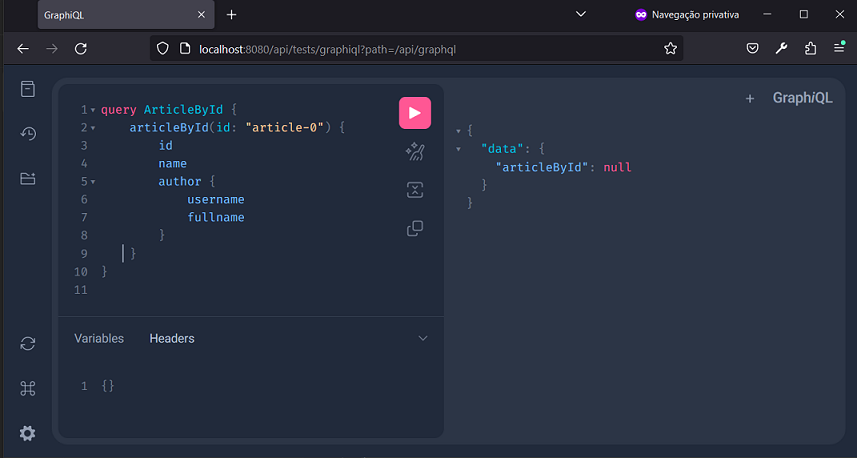 GraphiQL
Navegação privativa
localhost:8080/api/tests/graphiql?path=/api/graphql
GraphiQL
1 query ArticleById {
2 articleById(id: "article-0") {
3 id
4 name
5 author {
6 username
7 fullname
8 }
9 }
10 }
11
Variables Headers
1 {}
{
"data": {
"articleById": null
}
}